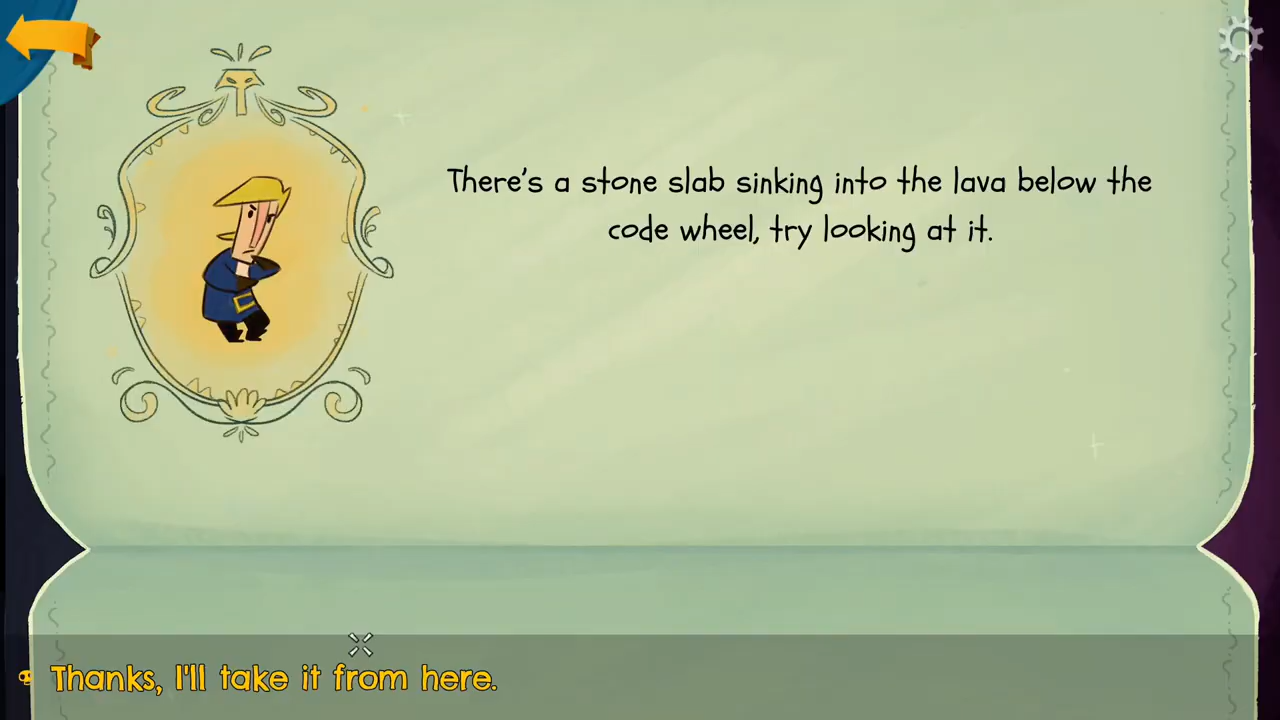 There's a stone slab sinking into the lava below the
code wheel, try looking at it.
Thanks, I'll take it from here.